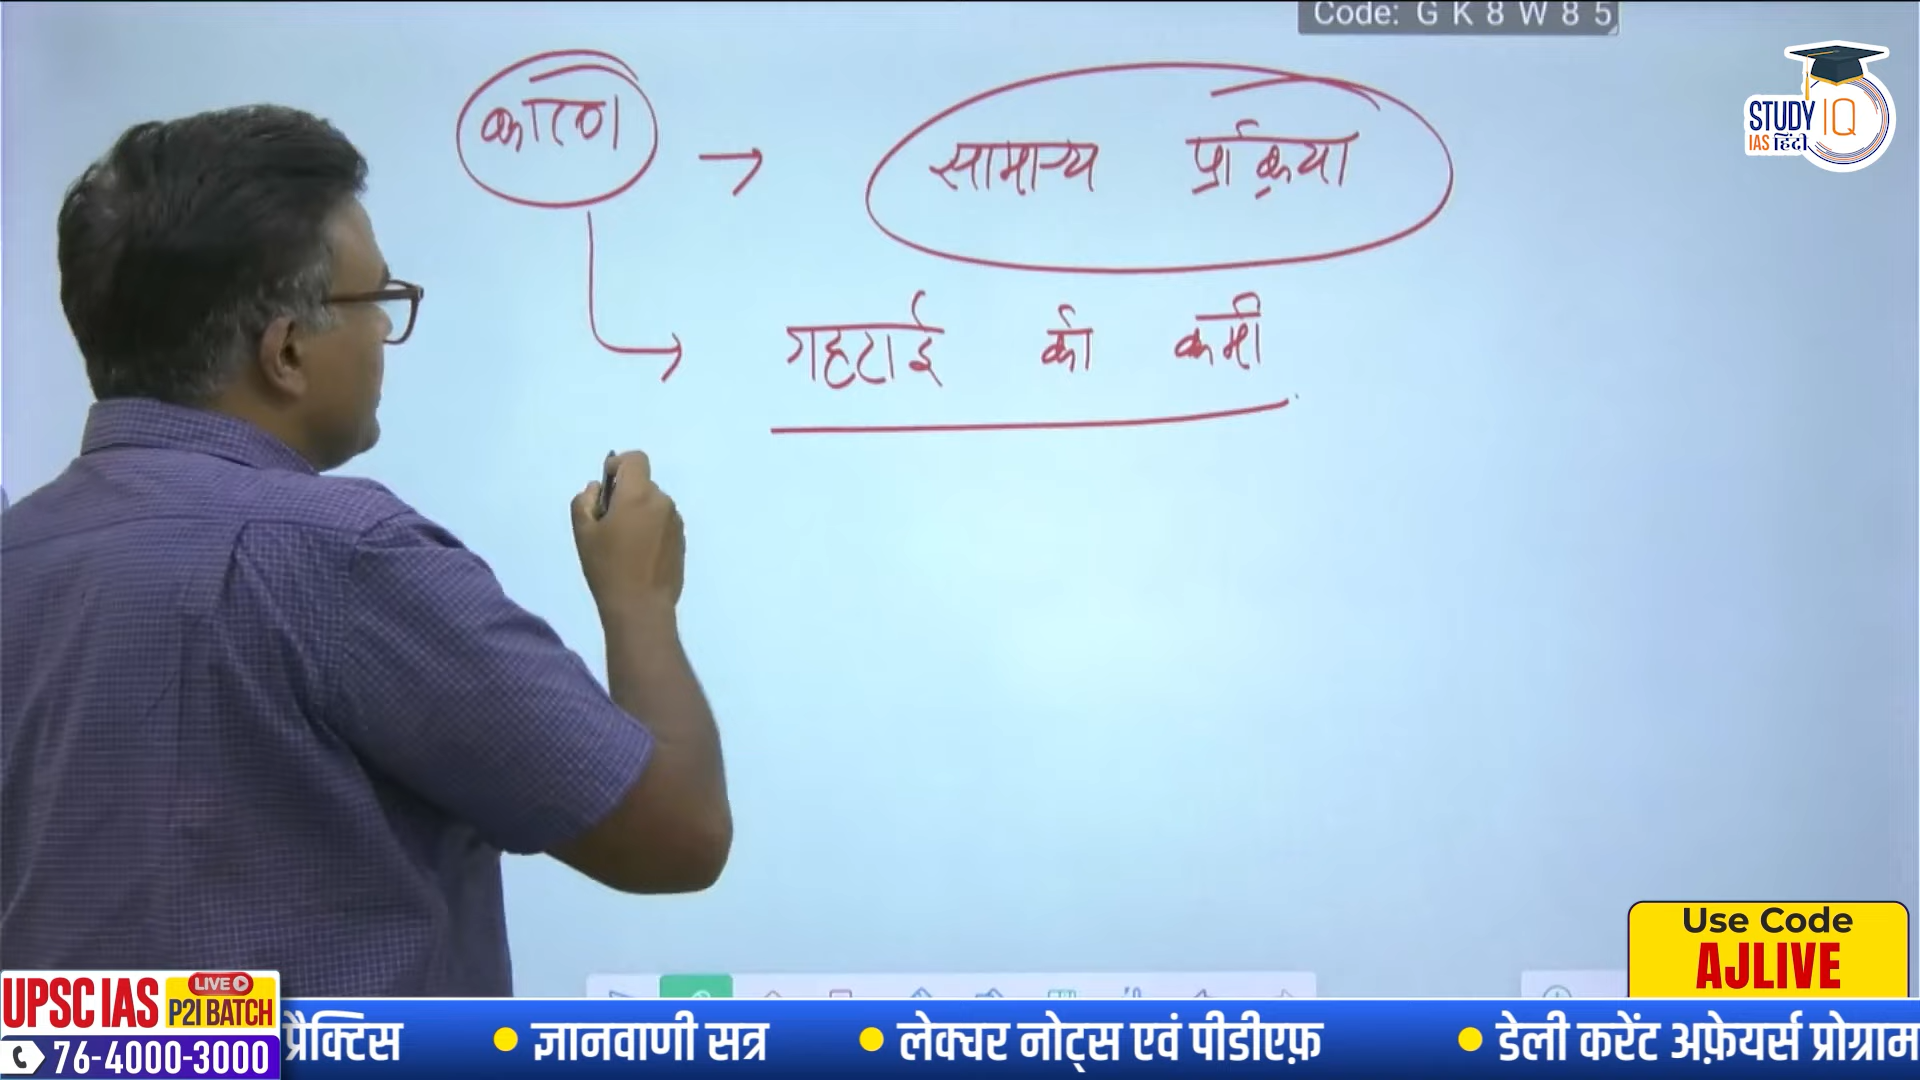 Code: G K 8 W 8 5
STUDY IQ
IAS हिंदी
कारण → सामान्य प्रक्रिया
→ गहराई की कमी
Use Code
AJLIVE
UPSC IAS LIVE P2I BATCH
76-4000-3000
प्रैक्टिस • ज्ञानवाणी सत्र • लेक्चर नोट्स एवं पीडीएफ़ • डेली करेंट अफ़ेयर्स प्रोग्राम